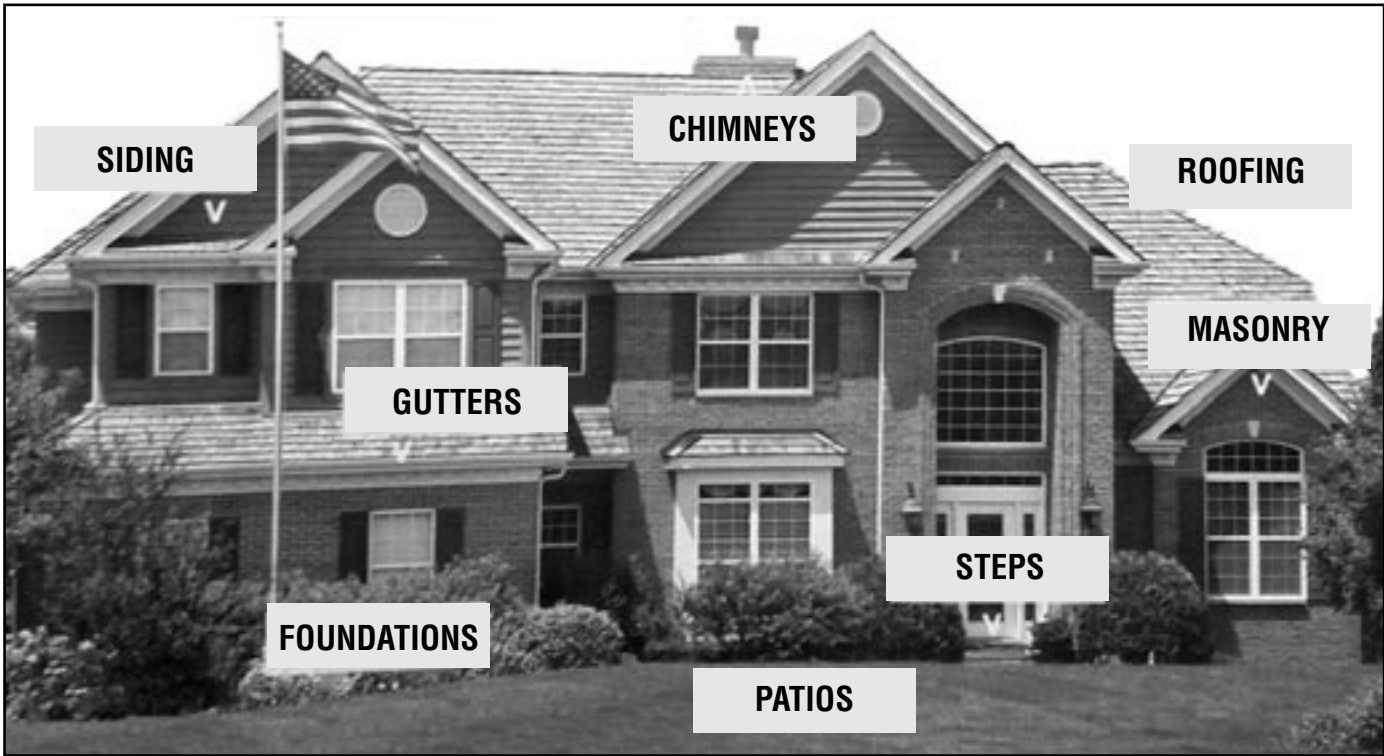 CHIMNEYS
SIDING
ROOFING
MASONRY
GUTTERS
STEPS
FOUNDATIONS
PATIOS